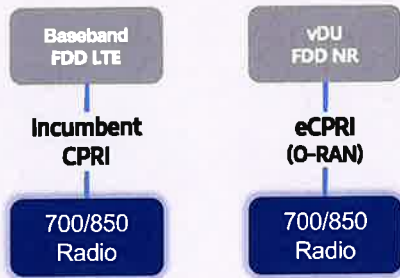 Baseband
FDD LTE
Incumbent
CPRI
700/850
Radio
vDU
FDD NR
eCPRI
(O-RAN)
700/850
Radio